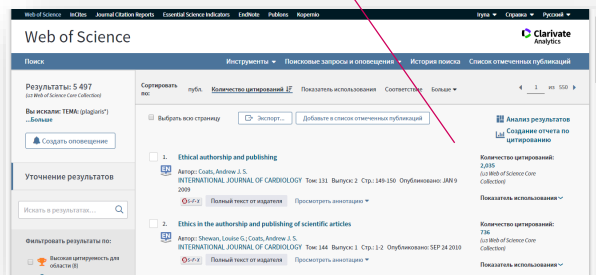 Web of Science InCites Journal Citation Reports Essential Science Indicators EndNote Publons Kopernio Iryna Справка Русский
Web of Science
Clarivate
Analytics
Поиск Инструменты Поисковые запросы и оповещения История поиска Список отмеченных публикаций
Результаты: 5 497
(из Web of Science Core Collection)
Вы искали: ТЕМА: (plagiaris*)
...Больше
Создать оповещение
Уточнение результатов
Искать в результатах...
Фильтровать результаты по:
Высокая цитируемость для
области (8)
Сортировать по: публ. Количество цитирований Показатель использования Соответствие Больше
1 из 550
Выбрать всю страницу Экспорт... Добавьте в список отмеченных публикаций
Анализ результатов
Создание отчета по
цитированию
1. Ethical authorship and publishing
Автор: Coats, Andrew J. S.
INTERNATIONAL JOURNAL OF CARDIOLOGY Том: 131 Выпуск: 2 Стр.: 149-150 Опубликовано: JAN 9
2009
S·F·X Полный текст от издателя Просмотреть аннотацию
Количество цитирований:
2,035
(из Web of Science Core
Collection)
Показатель использования
2. Ethics in the authorship and publishing of scientific articles
Автор: Shewan, Louise G.; Coats, Andrew J. S.
INTERNATIONAL JOURNAL OF CARDIOLOGY Том: 144 Выпуск: 1 Стр.: 1-2 Опубликовано: SEP 24 2010
S·F·X Полный текст от издателя Просмотреть аннотацию
Количество цитирований:
736
(из Web of Science Core
Collection)
Показатель использования